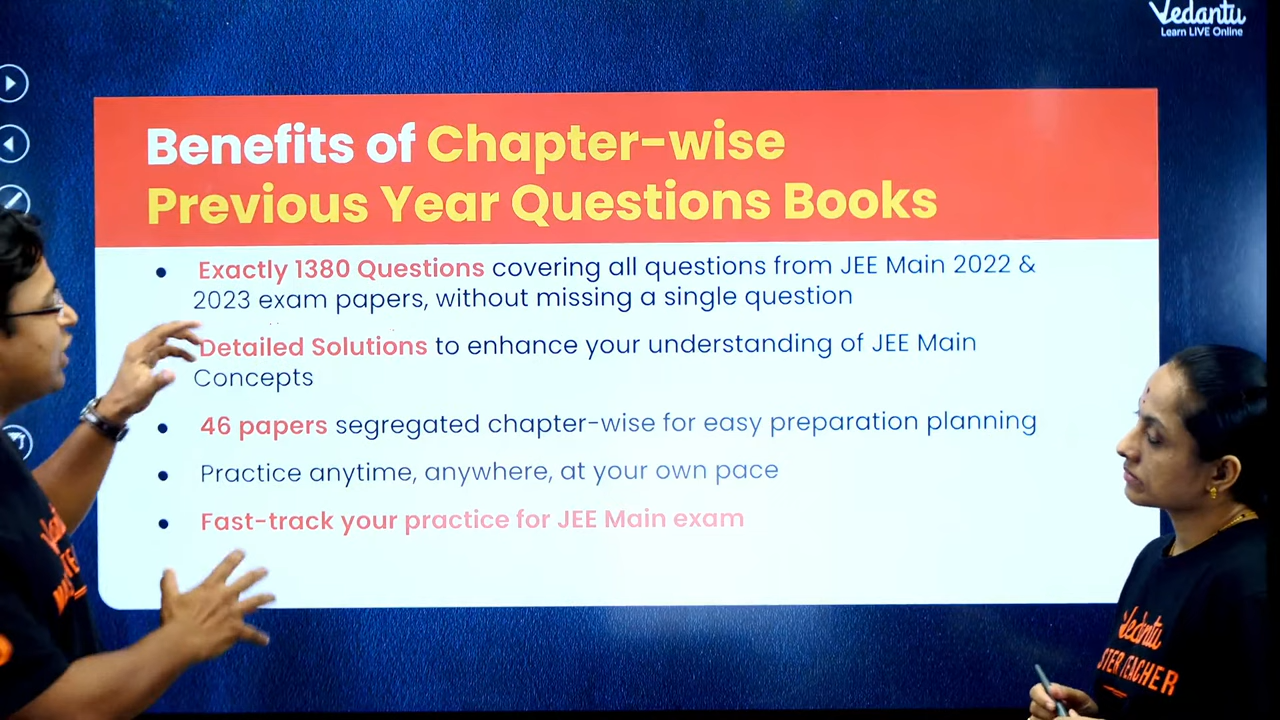 Vedantu
Learn LIVE Online
Benefits of Chapter-wise
Previous Year Questions Books
• Exactly 1380 Questions covering all questions from JEE Main 2022 &
2023 exam papers, without missing a single question
Detailed Solutions to enhance your understanding of JEE Main
Concepts
• 46 papers segregated chapter-wise for easy preparation planning
• Practice anytime, anywhere, at your own pace
• Fast-track your practice for JEE Main exam
Vedantu
STER TEACHER